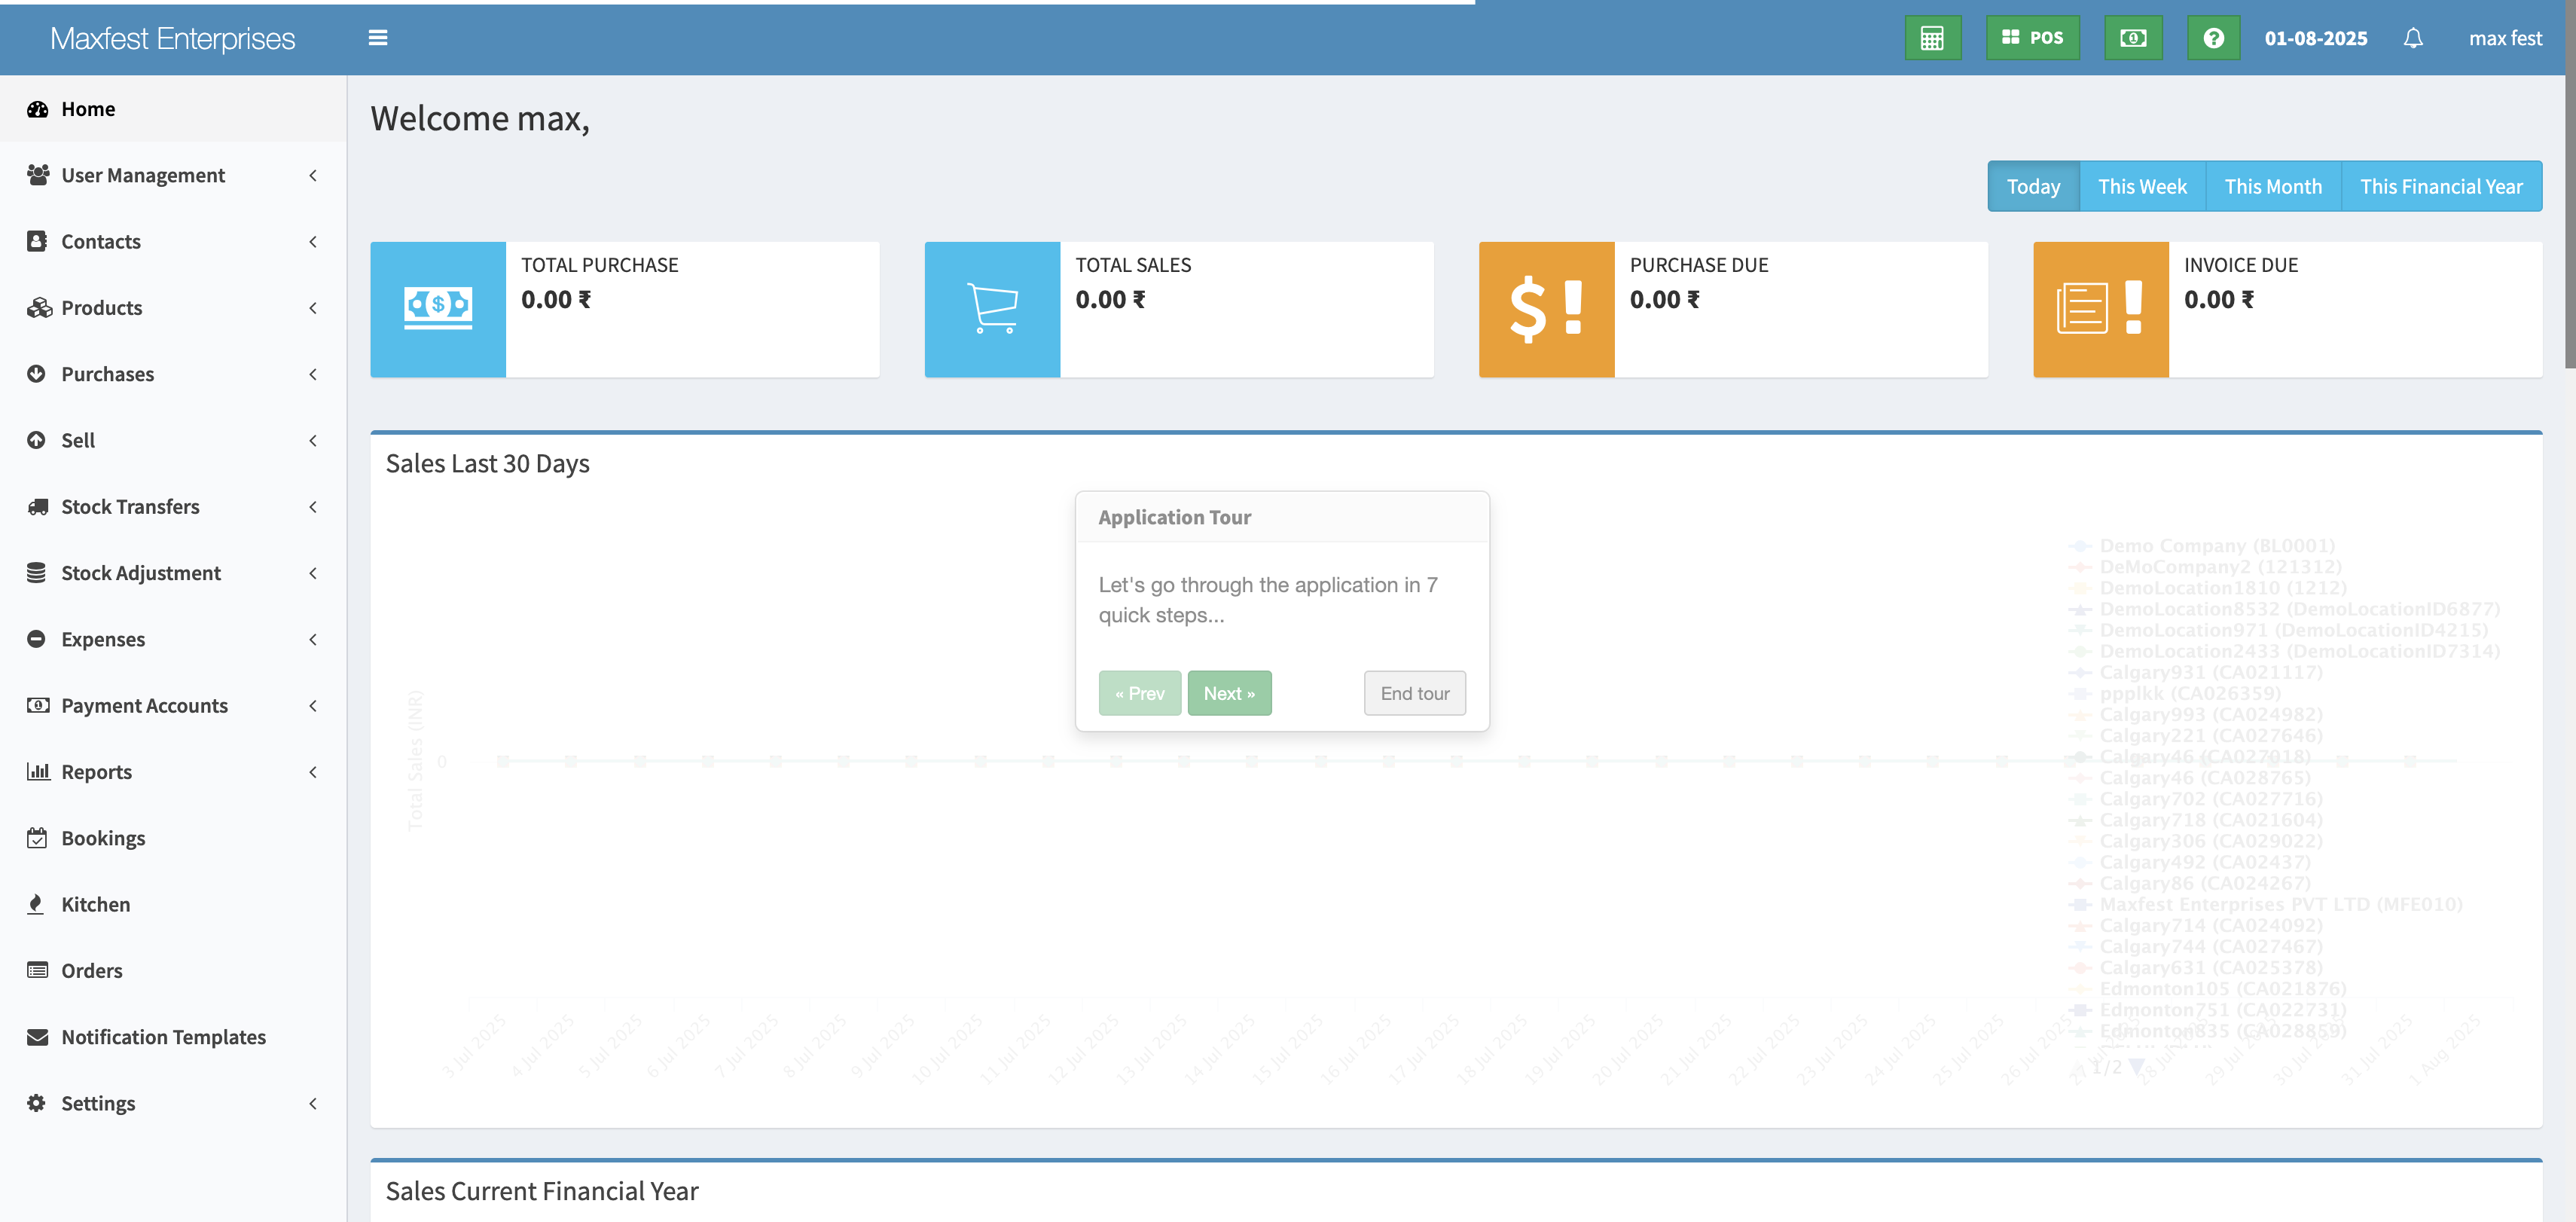 Maxfest Enterprises
POS
01-08-2025
max fest
Home
User Management
Contacts
Products
Purchases
Sell
Stock Transfers
Stock Adjustment
Expenses
Payment Accounts
Reports
Bookings
Kitchen
Orders
Notification Templates
Settings
Welcome max,
Today
This Week
This Month
This Financial Year
TOTAL PURCHASE
0.00 ₹
TOTAL SALES
0.00 ₹
PURCHASE DUE
0.00 ₹
INVOICE DUE
0.00 ₹
Sales Last 30 Days
Application Tour
Let's go through the application in 7
quick steps...
« Prev
Next »
End tour
Total Sales (INR)
0
Demo Company (BL0001)
DeMoCompany2 (121312)
DemoLocation1810 (1212)
DemoLocation8532 (DemoLocationID6877)
DemoLocation971 (DemoLocationID4215)
DemoLocation2433 (DemoLocationID7314)
Calgary931 (CA021117)
ppplkk (CA026359)
Calgary993 (CA024982)
Calgary221 (CA027646)
Calgary46 (CA027018)
Calgary46 (CA028765)
Calgary702 (CA027716)
Calgary718 (CA021604)
Calgary306 (CA029022)
Calgary492 (CA02437)
Calgary86 (CA024267)
Maxfest Enterprises PVT LTD (MFE010)
Calgary714 (CA024092)
Calgary744 (CA027467)
Calgary631 (CA025378)
Edmonton105 (CA021876)
Edmonton751 (CA022731)
Edmonton835 (CA028859)
1/2
3 Jul 2025
4 Jul 2025
5 Jul 2025
6 Jul 2025
7 Jul 2025
8 Jul 2025
9 Jul 2025
10 Jul 2025
11 Jul 2025
12 Jul 2025
13 Jul 2025
14 Jul 2025
15 Jul 2025
16 Jul 2025
17 Jul 2025
18 Jul 2025
19 Jul 2025
20 Jul 2025
21 Jul 2025
22 Jul 2025
23 Jul 2025
24 Jul 2025
25 Jul 2025
26 Jul 2025
27 Jul
28 Jul 2025
29 Jul 2025
30 Jul 2025
31 Jul 2025
1 Aug 2025
Sales Current Financial Year